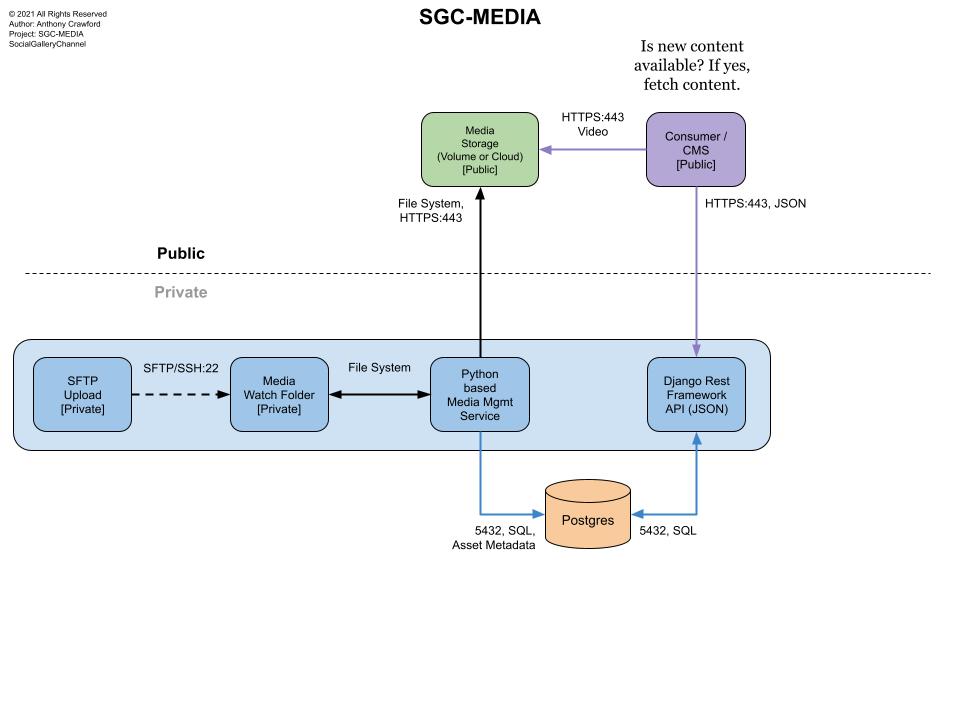 © 2021 All Rights Reserved
Author: Anthony Crawford
Project: SGC-MEDIA
SocialGalleryChannel
SGC-MEDIA
Is new content
available? If yes,
fetch content.
Media
Storage
(Volume or Cloud)
[Public]
HTTPS:443
Video
Consumer /
CMS
[Public]
File System,
HTTPS:443
HTTPS:443, JSON
Public
Private
SFTP
Upload
[Private]
SFTP/SSH:22
Media
Watch Folder
[Private]
File System
Python
based
Media Mgmt
Service
Django Rest
Framework
API (JSON)
5432, SQL,
Asset Metadata
Postgres
5432, SQL